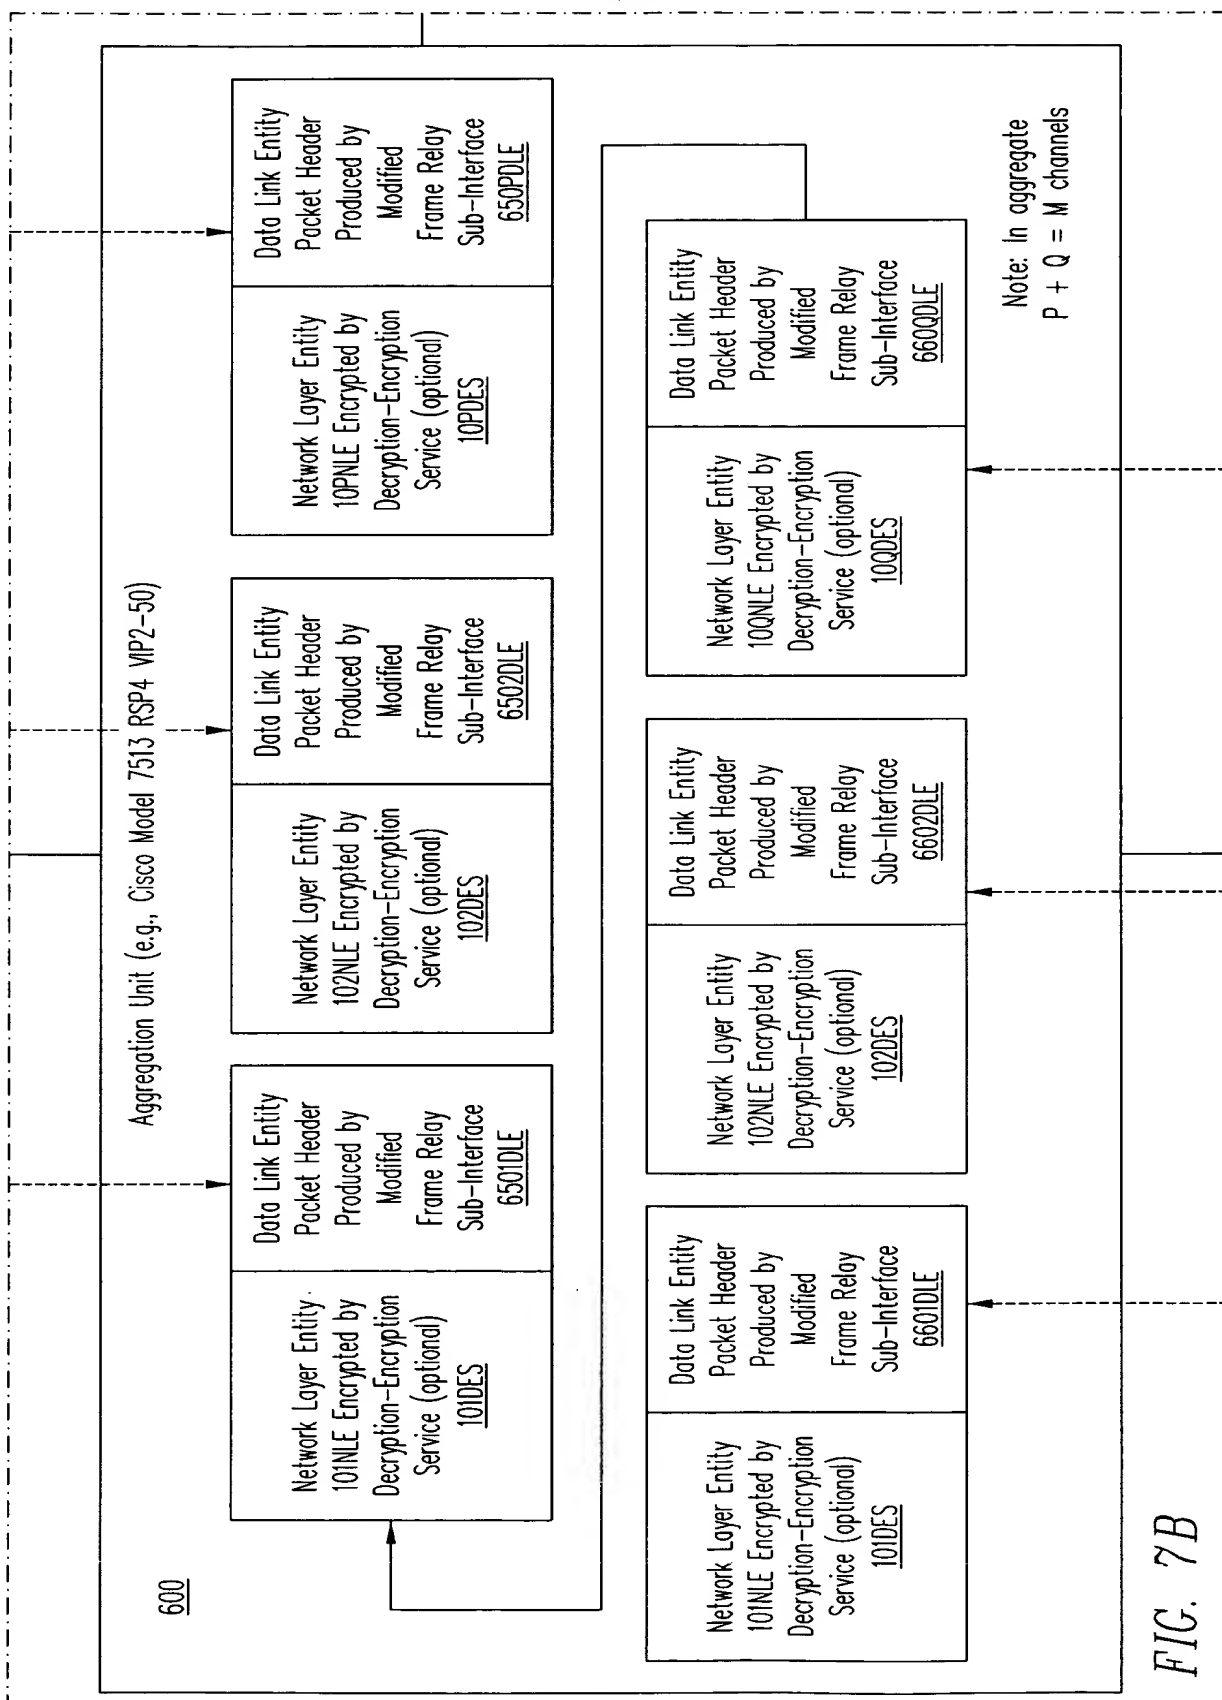 600
Aggregation Unit (e.g., Cisco Model 7513 RSP4 VIP2-50)
Network Layer Entity
101NLE Encrypted by
Decryption-Encryption
Service (optional)
101DES
Data Link Entity
Packet Header
Produced by
Modified
Frame Relay
Sub-Interface
6501DLE
Network Layer Entity
102NLE Encrypted by
Decryption-Encryption
Service (optional)
102DES
Data Link Entity
Packet Header
Produced by
Modified
Frame Relay
Sub-Interface
6502DLE
Network Layer Entity
10PNLE Encrypted by
Decryption-Encryption
Service (optional)
10PDES
Data Link Entity
Packet Header
Produced by
Modified
Frame Relay
Sub-Interface
650PDLE
Network Layer Entity
101NLE Encrypted by
Decryption-Encryption
Service (optional)
101DES
Data Link Entity
Packet Header
Produced by
Modified
Frame Relay
Sub-Interface
6601DLE
Network Layer Entity
102NLE Encrypted by
Decryption-Encryption
Service (optional)
102DES
Data Link Entity
Packet Header
Produced by
Modified
Frame Relay
Sub-Interface
6602DLE
Network Layer Entity
10QNLE Encrypted by
Decryption-Encryption
Service (optional)
10QDES
Data Link Entity
Packet Header
Produced by
Modified
Frame Relay
Sub-Interface
660QDLE
Note: In aggregate
P + Q = M channels
FIG. 7B